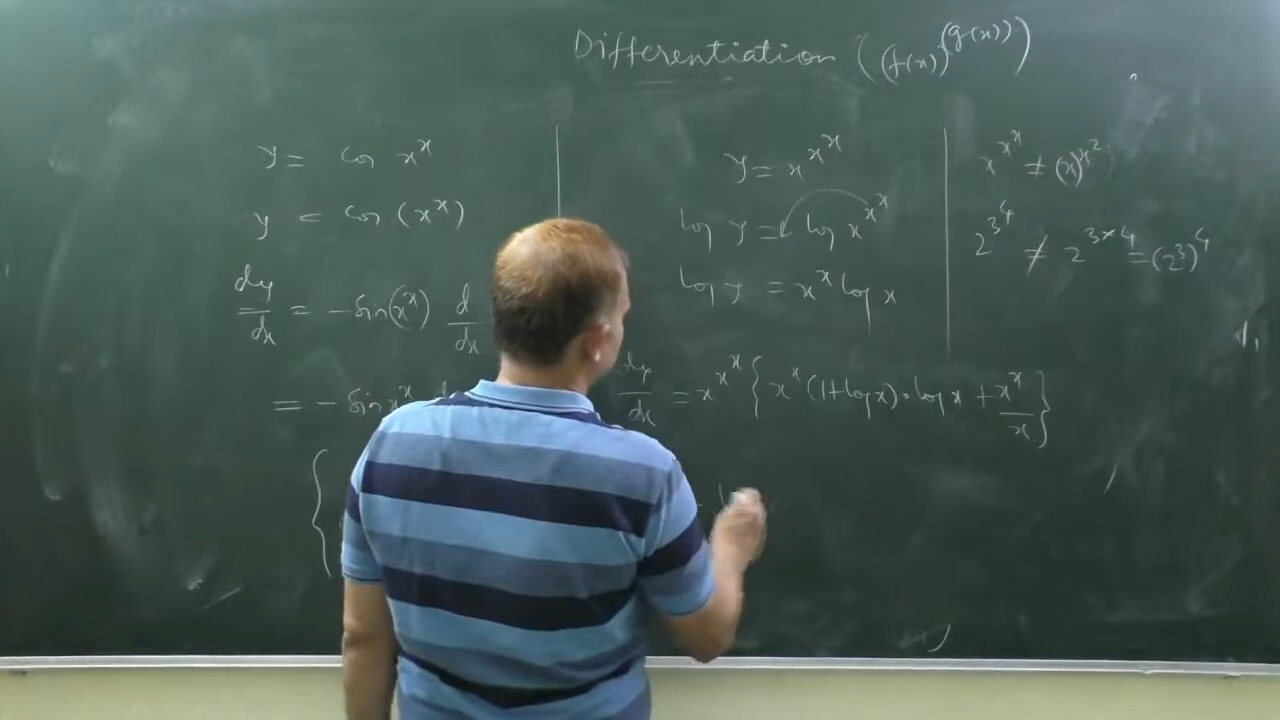 Differentiation ((f(x))^(g(x)))
y = cos x^x
y = cos (x^x)
dy/dx = -sin(x^x) d/dx
= - sin x^x
{
y = x^x^x
log y = log x^x^x
log y = x^x log x
dy/dx = x^x^x { x^x (1+log x) . log x + x^x/x }
x^x^x ≠ (x)^x^2
2^3^4 ≠ 2^3×4 = (2^3)^4